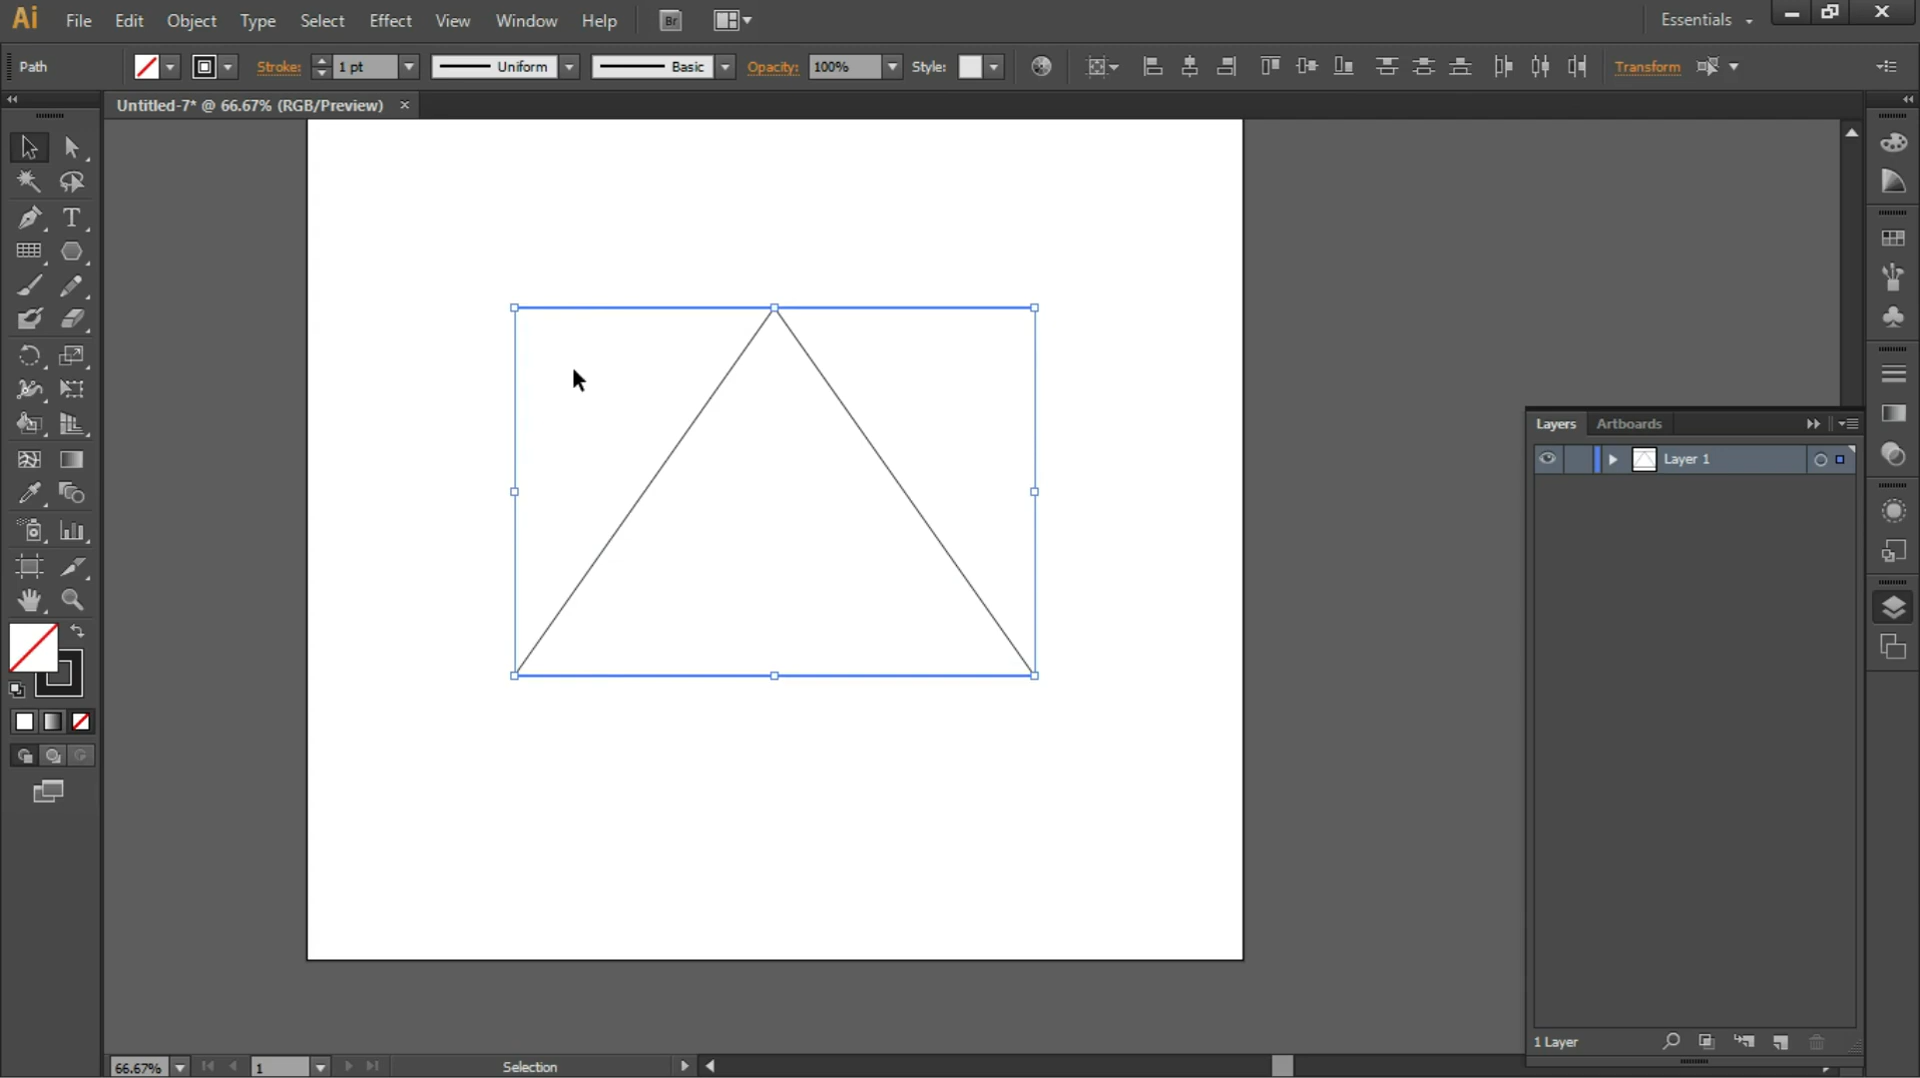 Ai File Edit Object Type Select Effect View Window Help Br Essentials
Path Stroke: 1 pt Uniform Basic Opacity: 100% Style: Transform
Untitled-7* @ 66.67% (RGB/Preview)
T
Layers Artboards
Layer 1
1 Layer
66.67% 1 Selection